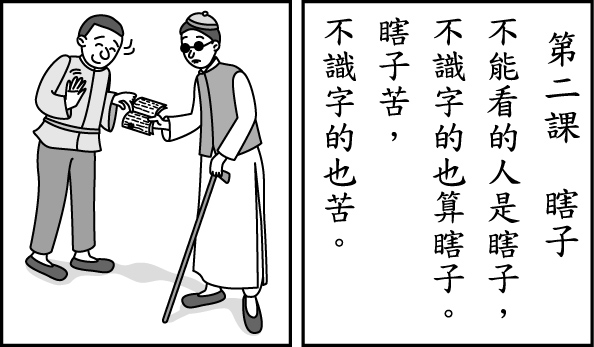 第二課　瞎子
不能看的人是瞎子，
不識字的也算瞎子。
瞎子苦，
不識字的也苦。